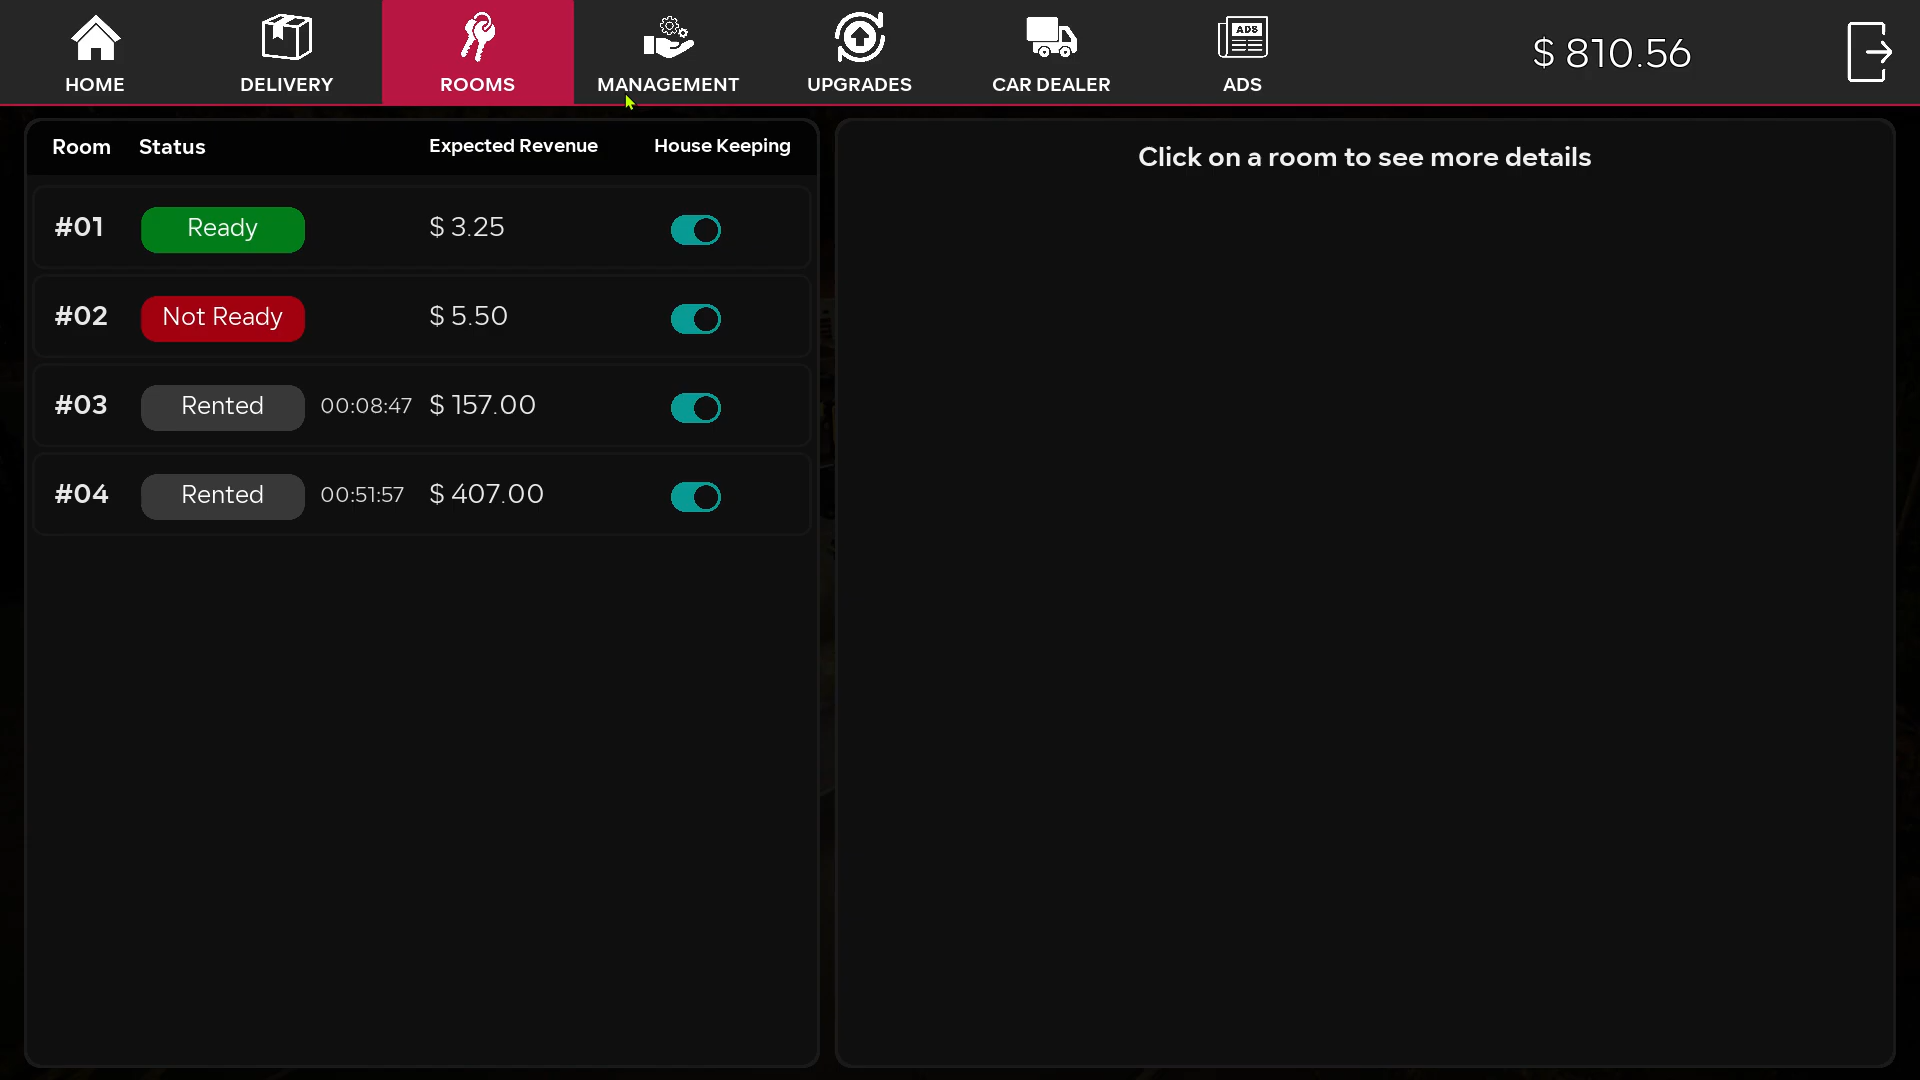 HOME DELIVERY ROOMS MANAGEMENT UPGRADES CAR DEALER ADS ADS $ 810.56
Room Status Expected Revenue House Keeping
#01 Ready $ 3.25
#02 Not Ready $ 5.50
#03 Rented 00:08:47 $ 157.00
#04 Rented 00:51:57 $ 407.00
Click on a room to see more details